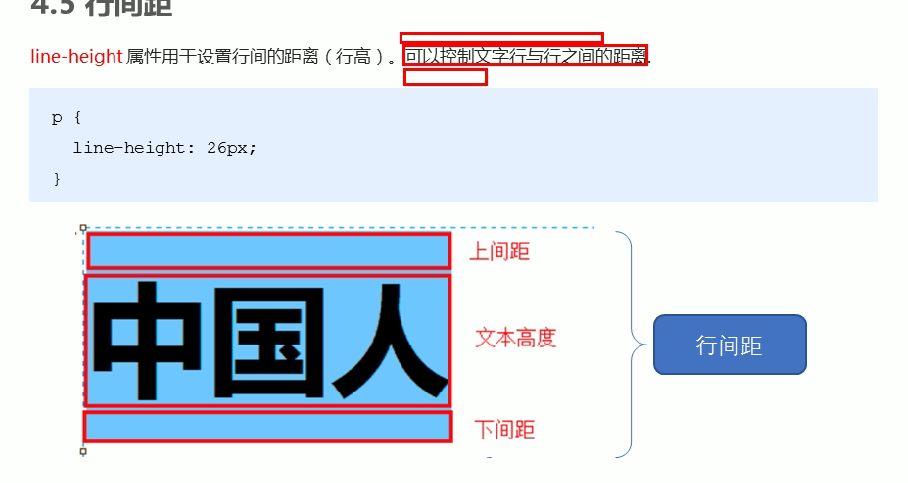 4.5 行间距
line-height 属性用于设置行间的距离（行高）。可以控制文字行与行之间的距离.
p {
line-height: 26px;
}
上间距
中国人
文本高度
行间距
下间距